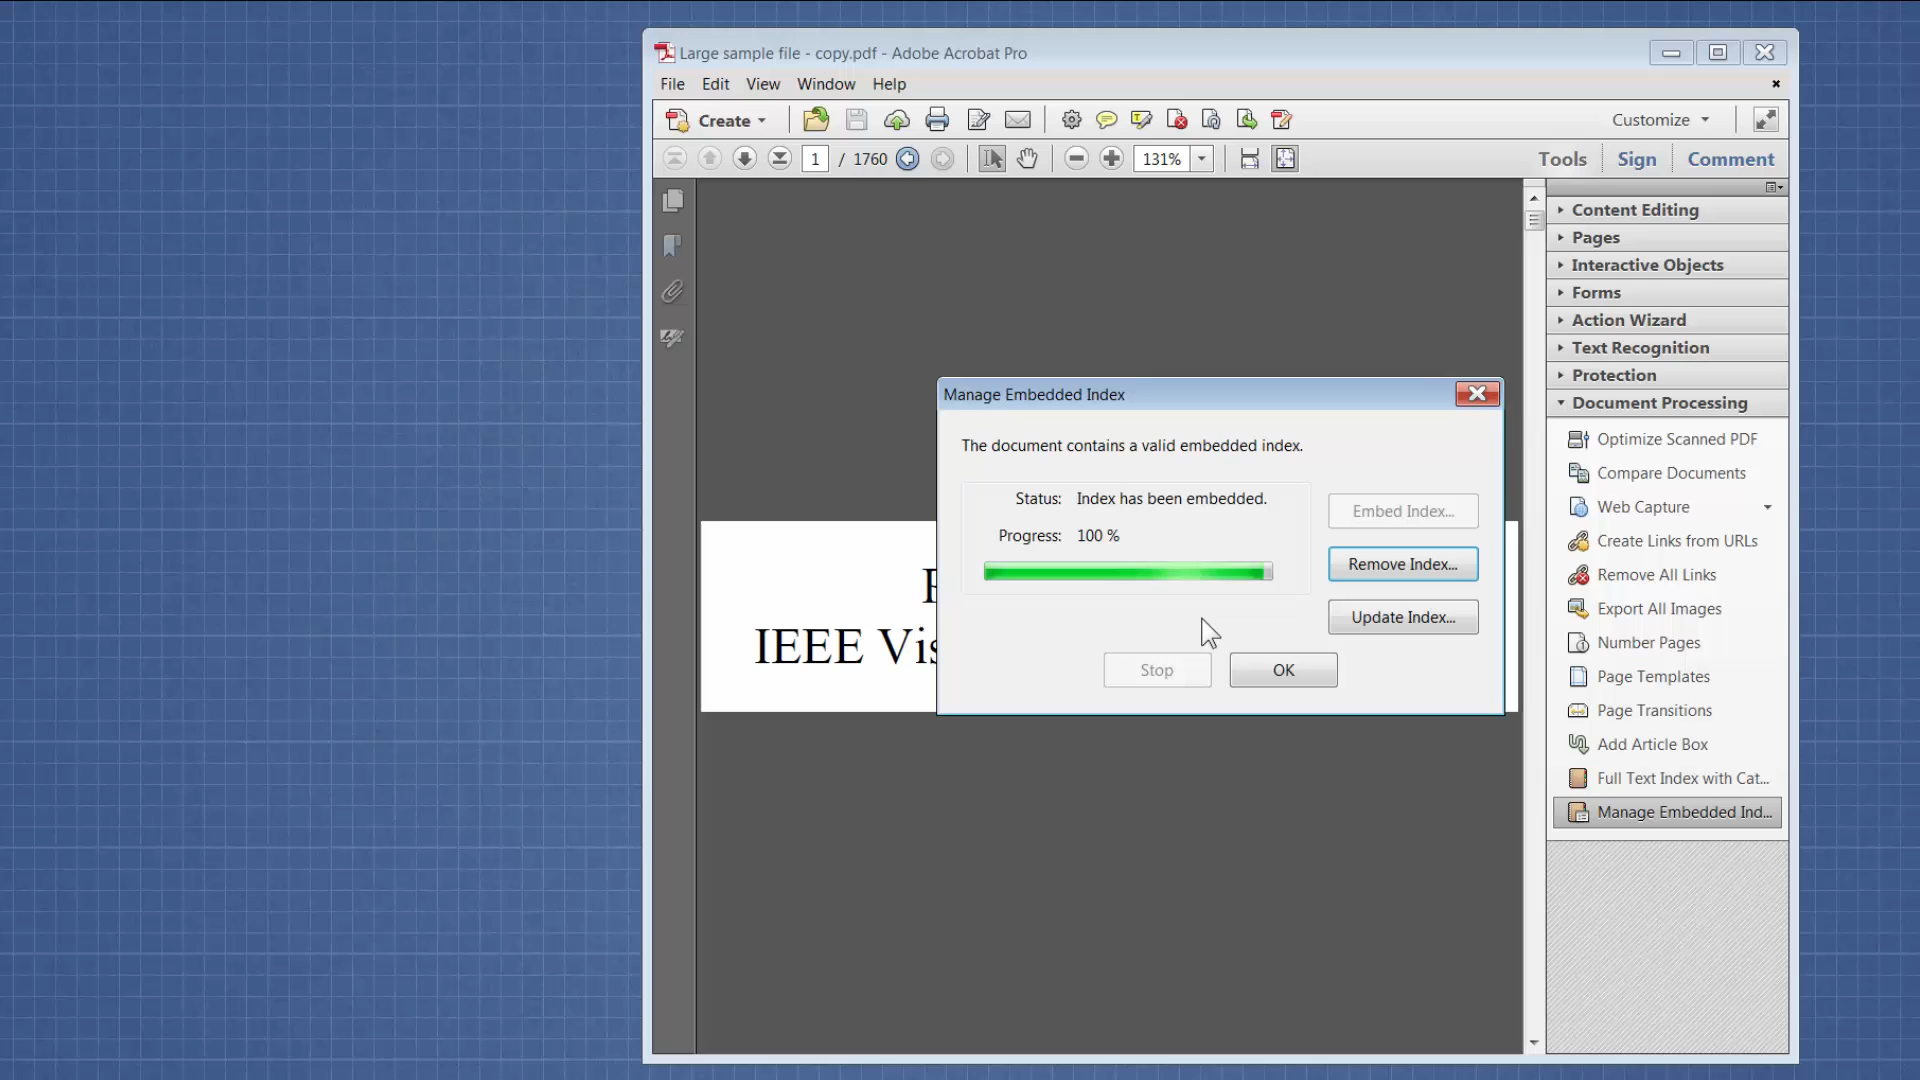 Large sample file - copy.pdf - Adobe Acrobat Pro
File Edit View Window Help
Create
Customize
1 / 1760
131%
Tools Sign Comment
Content Editing
Pages
Interactive Objects
Forms
Action Wizard
Text Recognition
Protection
Document Processing
Optimize Scanned PDF
Compare Documents
Web Capture
Create Links from URLs
Remove All Links
Export All Images
Number Pages
Page Templates
Page Transitions
Add Article Box
Full Text Index with Cat...
Manage Embedded Ind...
Manage Embedded Index
The document contains a valid embedded index.
Status: Index has been embedded.
Progress: 100 %
Embed Index...
Remove Index...
Update Index...
Stop OK
IEEE Vis